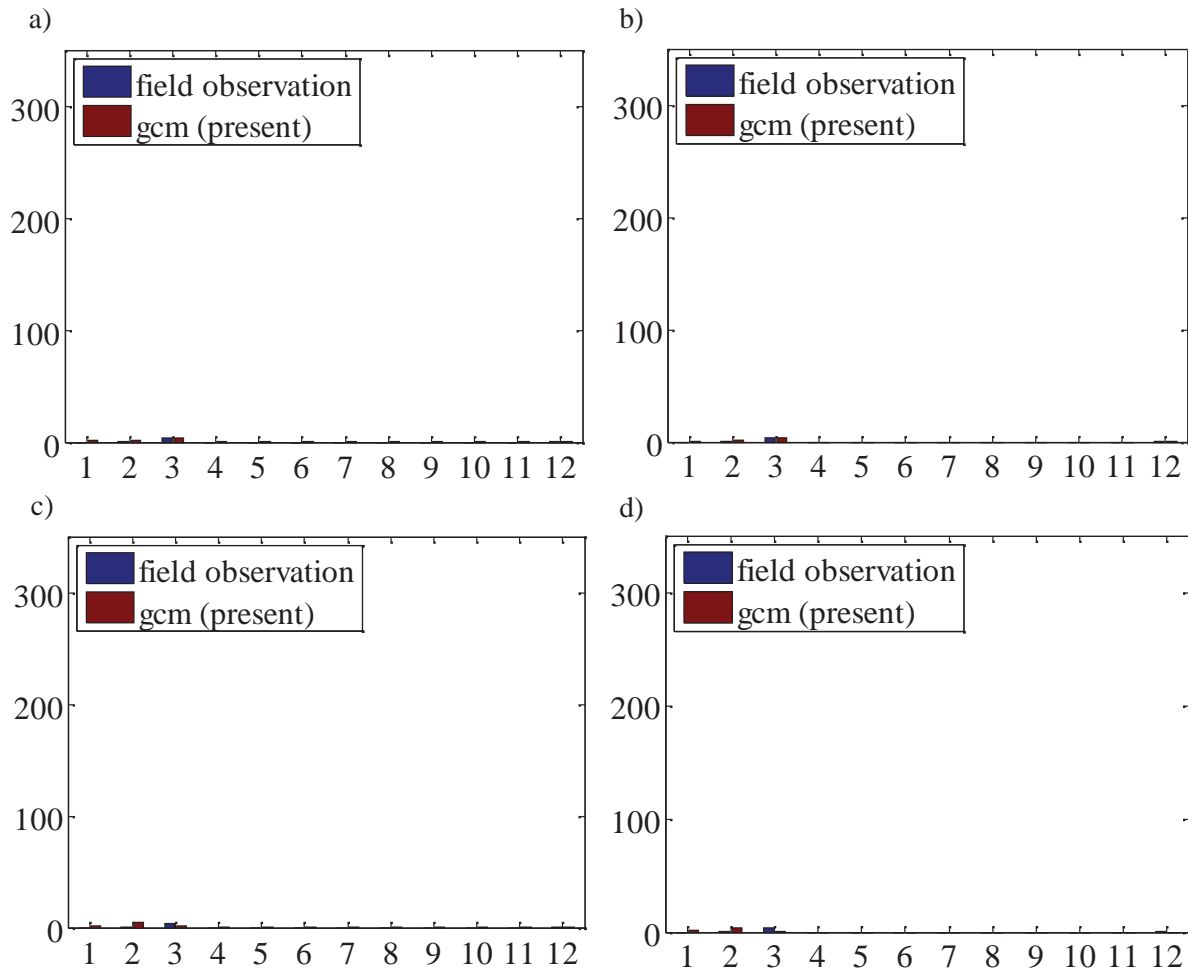 a)
field observation
gcm (present)
300
200
100
0
1 2 3 4 5 6 7 8 9 10 11 12
b)
field observation
gcm (present)
300
200
100
0
1 2 3 4 5 6 7 8 9 10 11 12
c)
field observation
gcm (present)
300
200
100
0
1 2 3 4 5 6 7 8 9 10 11 12
d)
field observation
gcm (present)
300
200
100
0
1 2 3 4 5 6 7 8 9 10 11 12